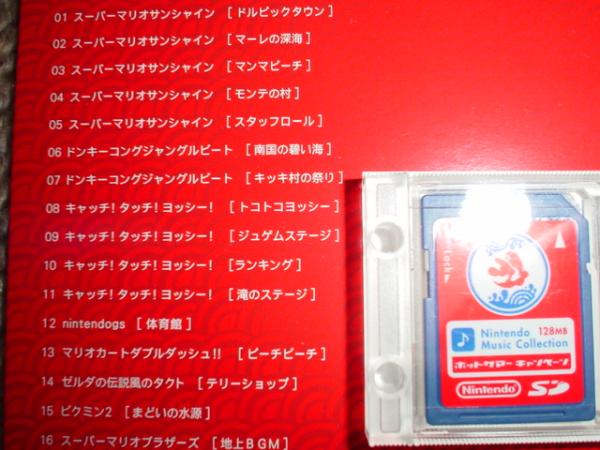 01 スーパーマリオサンシャイン [ドルピックタウン]
02 スーパーマリオサンシャイン [マーレの深海]
03 スーパーマリオサンシャイン [マンマビーチ]
04 スーパーマリオサンシャイン [モンテの村]
05 スーパーマリオサンシャイン [スタッフロール]
06 ドンキーコングジャングルビート [南国の碧い海]
07 ドンキーコングジャングルビート [キッキ村の祭り]
08 キャッチ!タッチ!ヨッシー! [トコトコヨッシー]
09 キャッチ!タッチ!ヨッシー! [ジュゲムステージ]
10 キャッチ!タッチ!ヨッシー! [ランキング]
11 キャッチ!タッチ!ヨッシー! [滝のステージ]
12 nintendogs [体育館]
13 マリオカートダブルダッシュ!! [ピーチビーチ]
14 ゼルダの伝説風のタクト [テリーショップ]
15 ピクミン2 [まどいの水源]
16 スーパーマリオブラザーズ [地上BGM]
Lock
Nintendo 128MB
Music Collection
ホットサマーキャンペーン
Nintendo SD